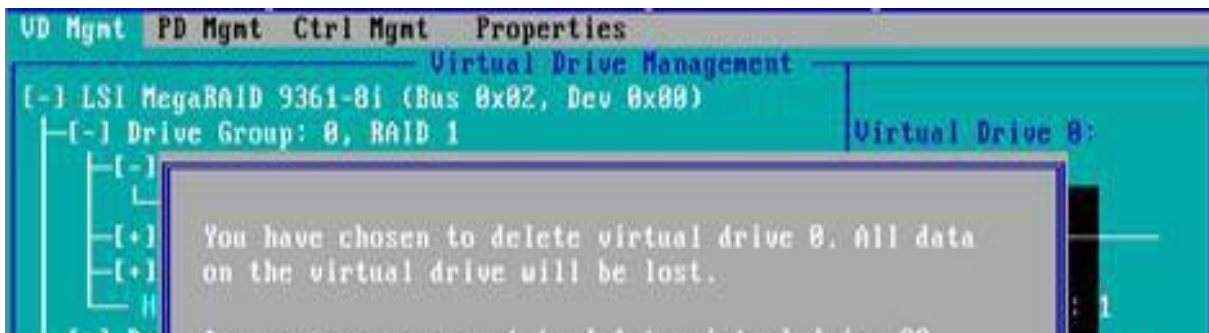 VD Mgmt PD Mgmt Ctrl Mgmt Properties
Virtual Drive Management
[-] LSI MegaRAID 9361-8i (Bus 0x02, Dev 0x00)
[-] Drive Group: 0, RAID 1
Virtual Drive 0:
[-]
You have chosen to delete virtual drive 0. All data
[+]
on the virtual drive will be lost.
[+]
: 1